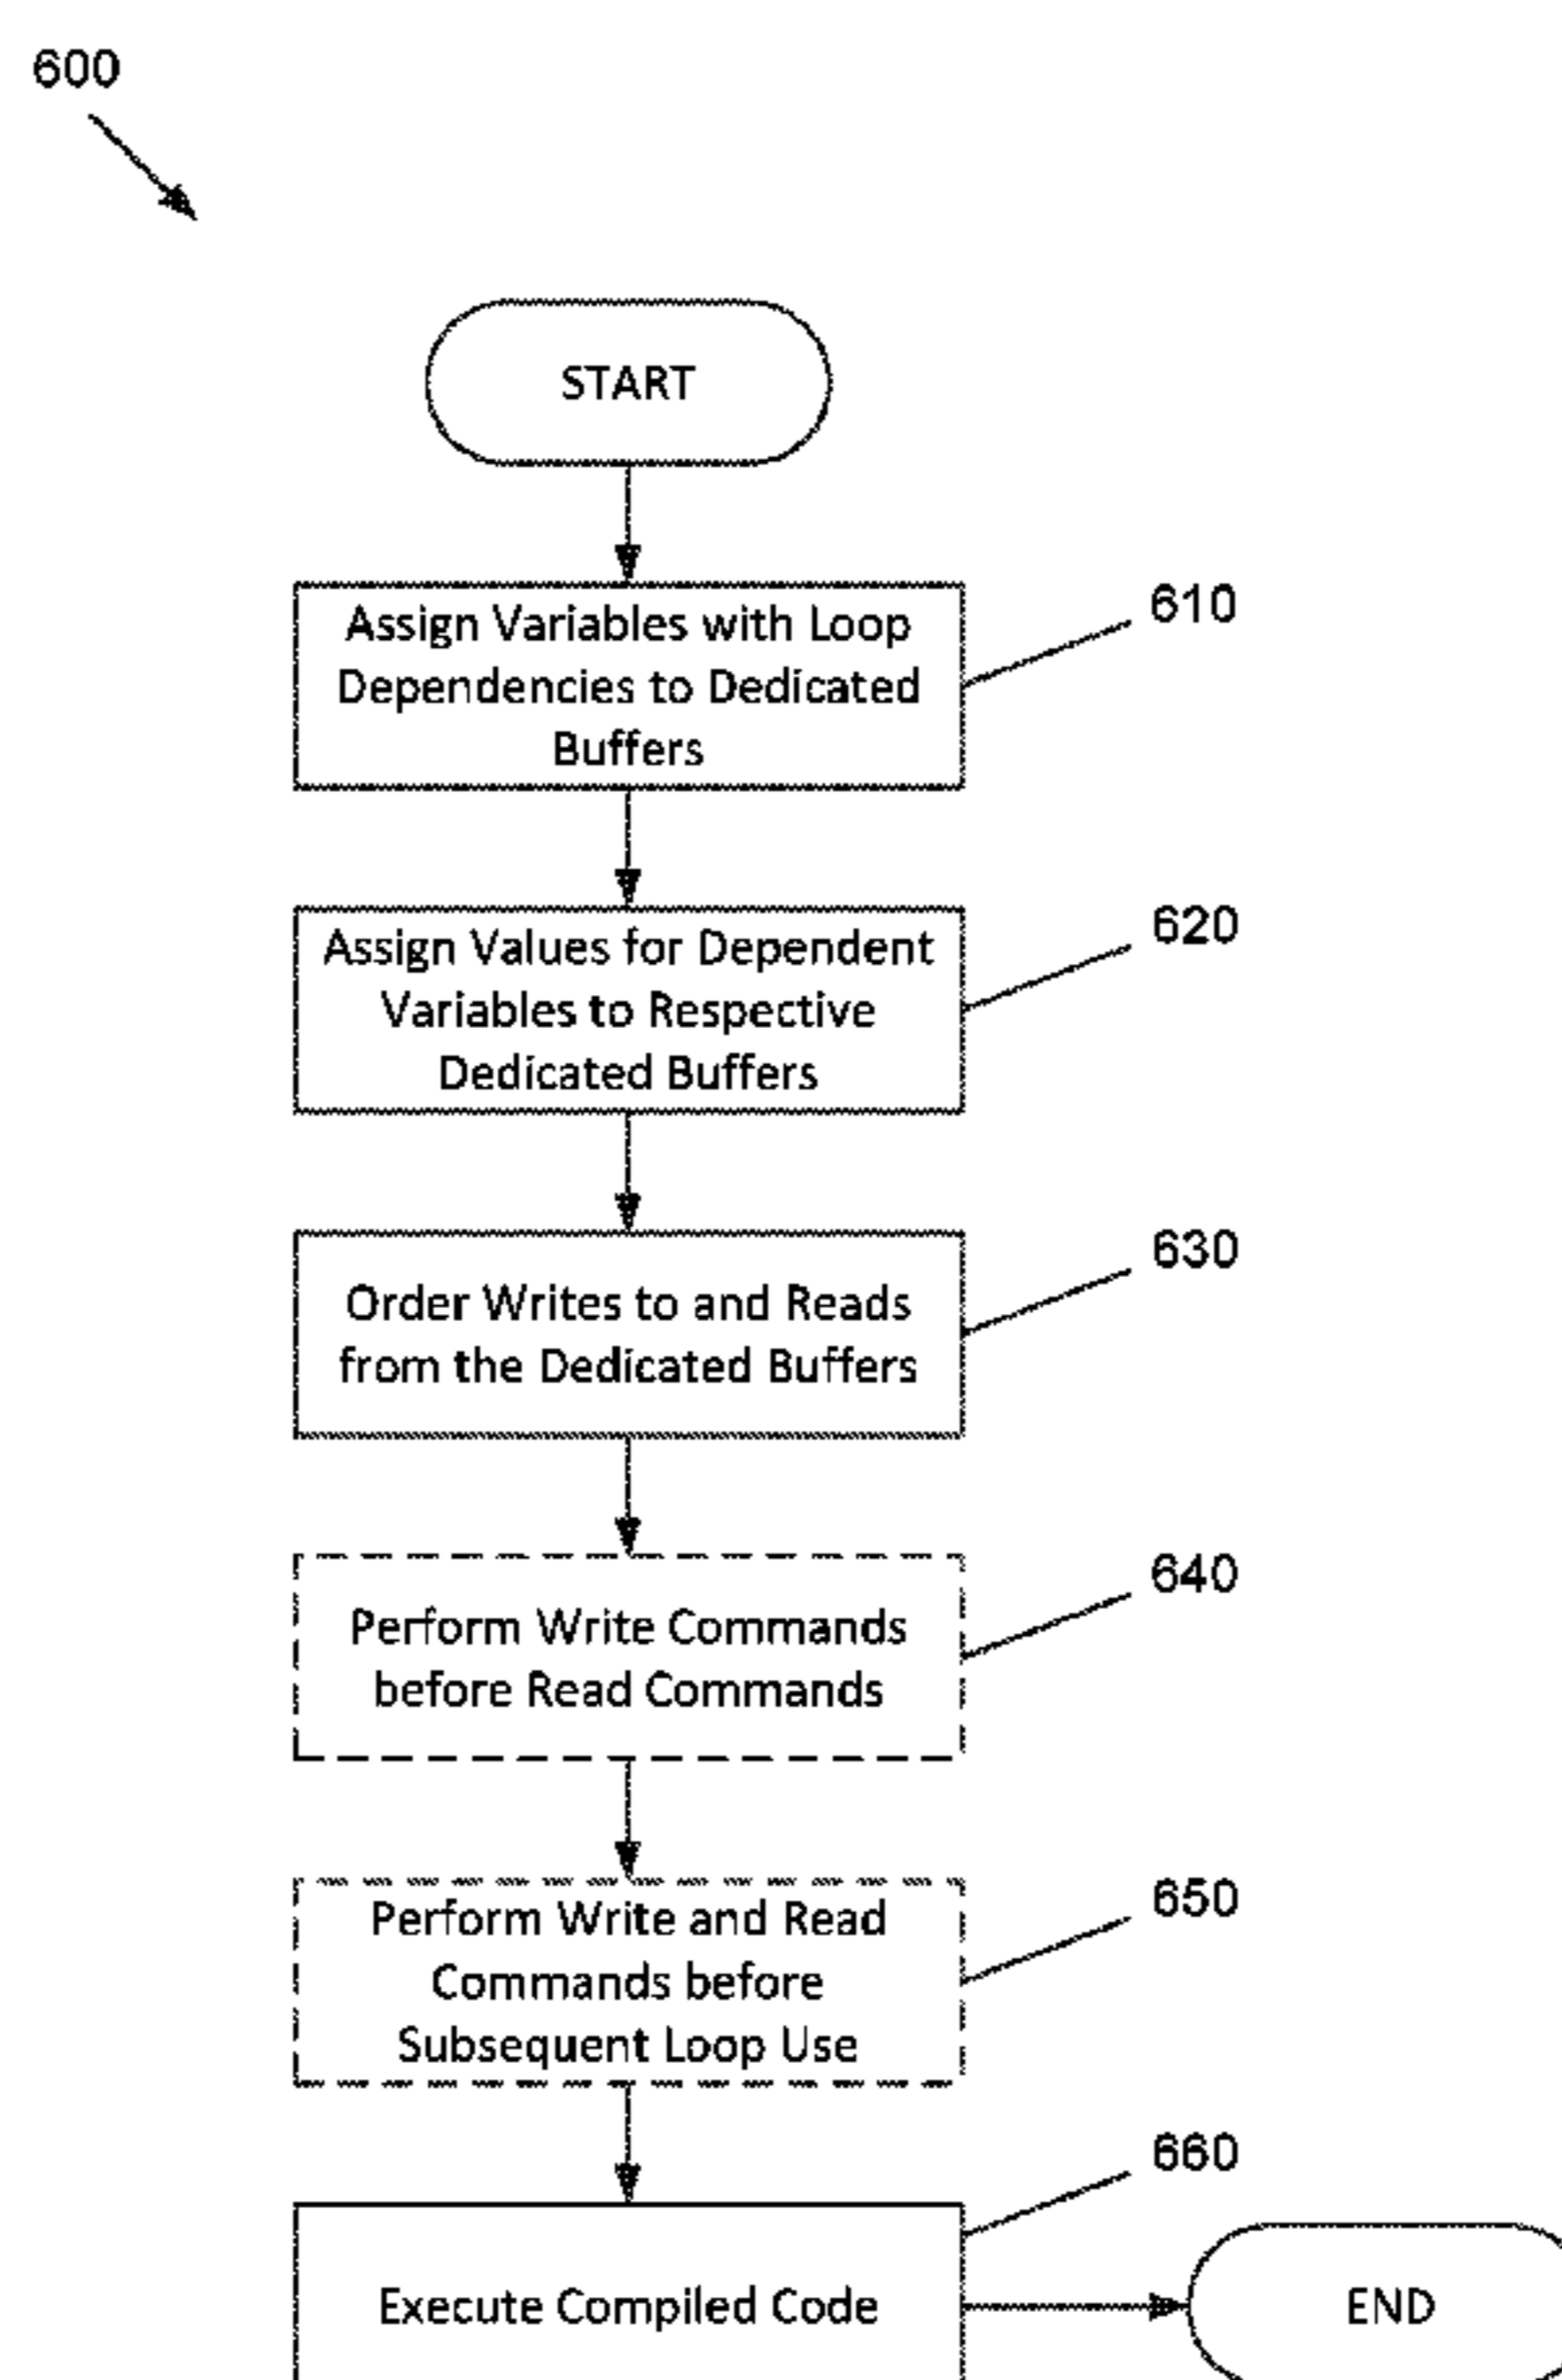 600
START
Assign Variables with Loop
Dependencies to Dedicated
Buffers
610
Assign Values for Dependent
Variables to Respective
Dedicated Buffers
620
Order Writes to and Reads
from the Dedicated Buffers
630
Perform Write Commands
before Read Commands
640
Perform Write and Read
Commands before
Subsequent Loop Use
650
660
Execute Compiled Code
END